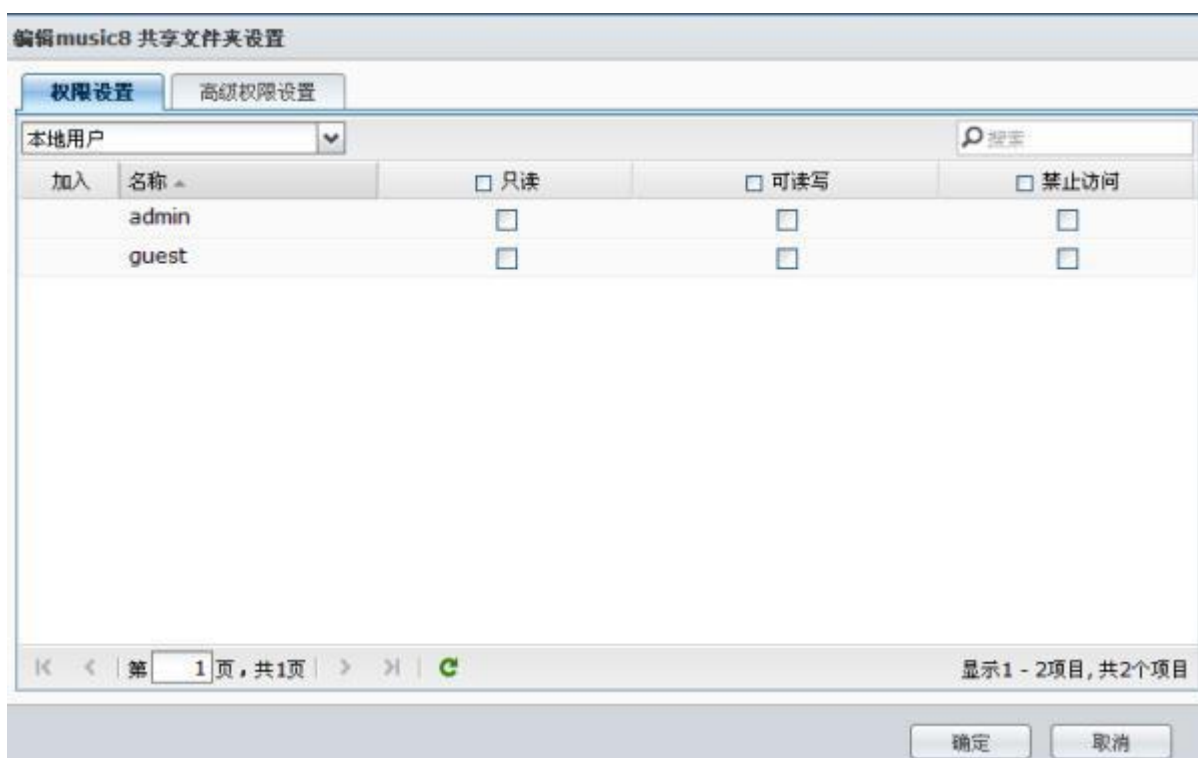 编辑music8 共享文件夹设置
权限设置 高级权限设置
本地用户 搜索
加入 名称 只读 可读写 禁止访问
admin
guest
第 1 页，共1页 显示1 - 2项目，共2个项目
确定 取消